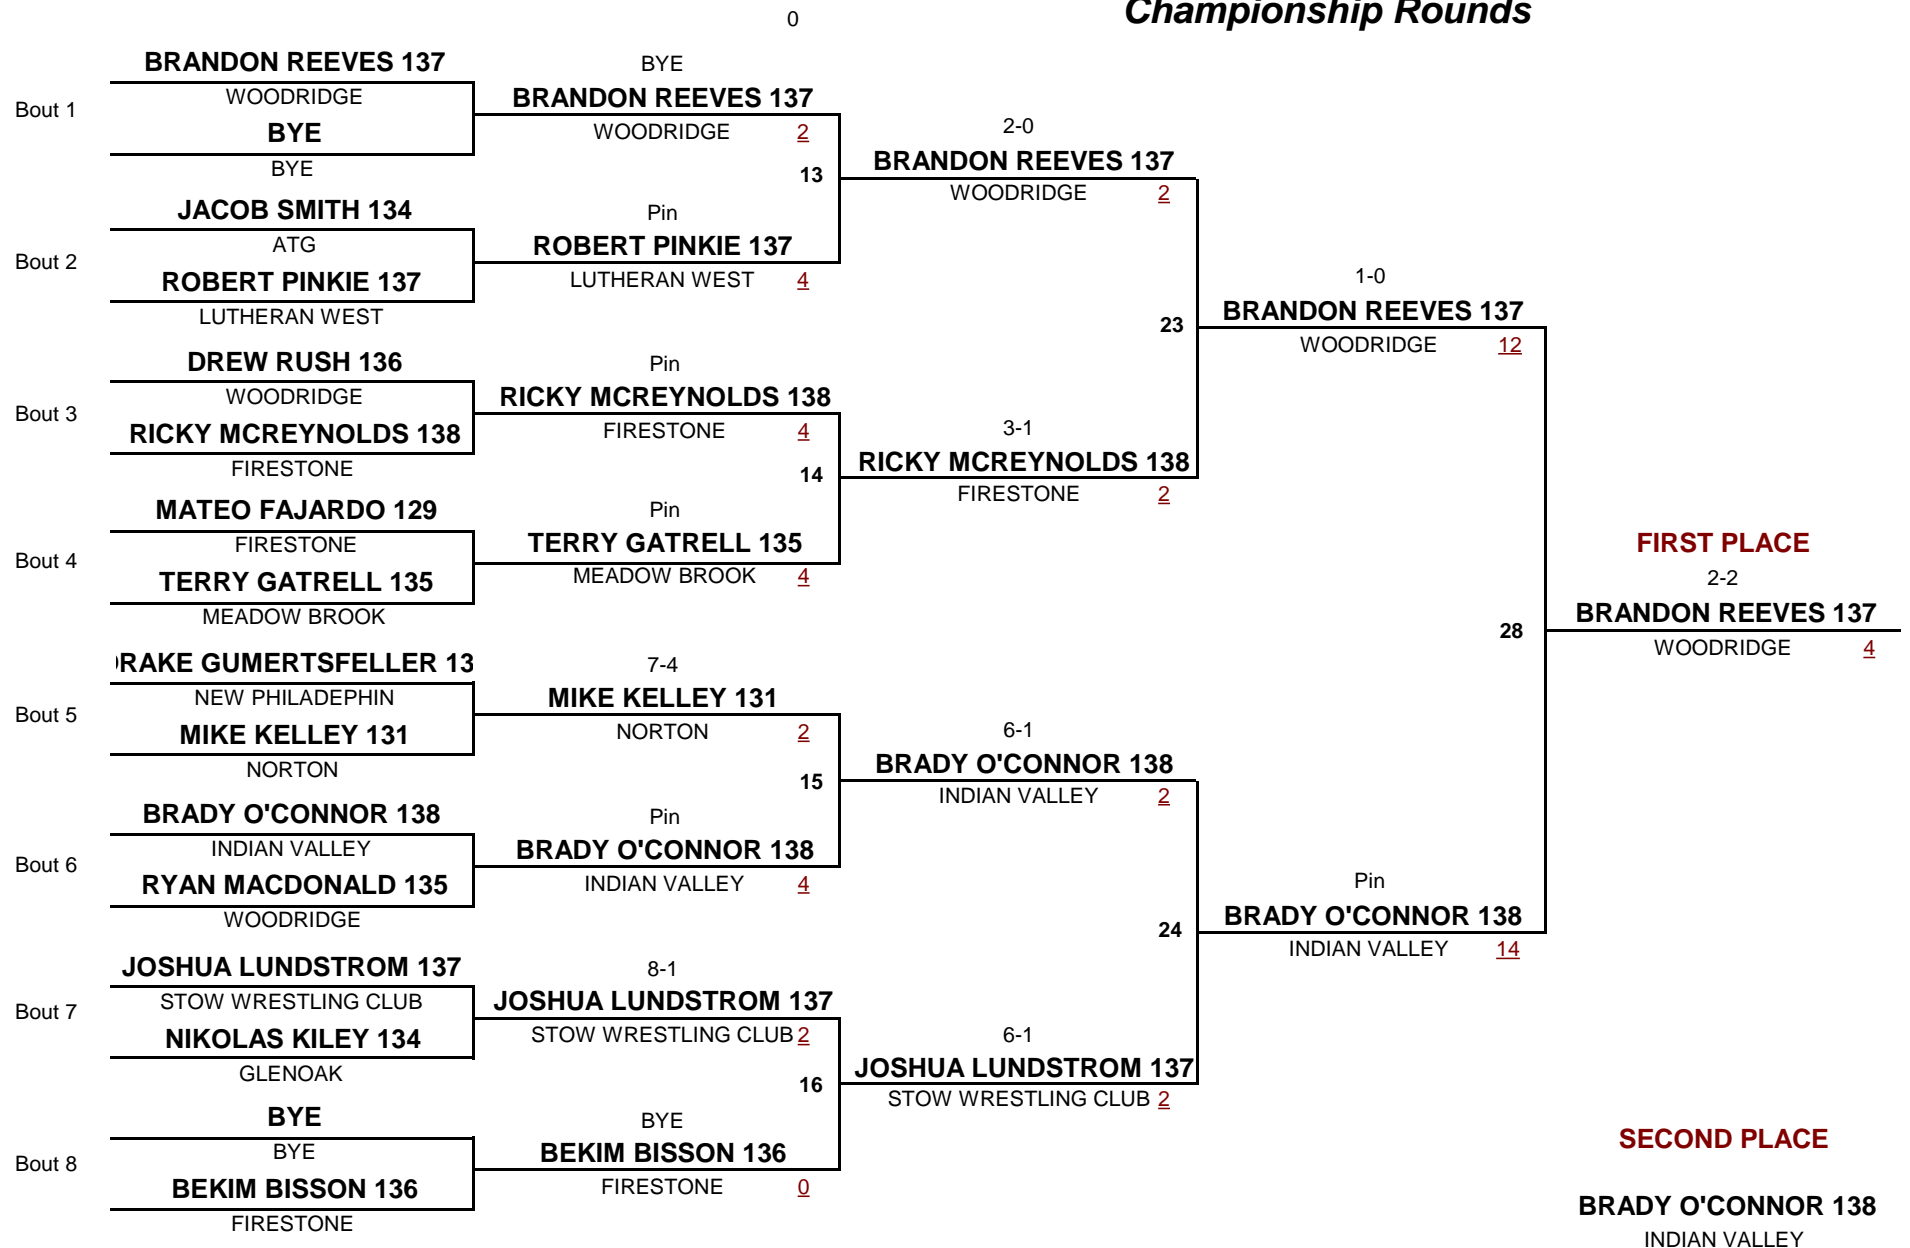 Championship Rounds
0
BRANDON REEVES 137
WOODRIDGE
Bout 1
BYE
BYE
JACOB SMITH 134
ATG
Bout 2
ROBERT PINKIE 137
LUTHERAN WEST
DREW RUSH 136
WOODRIDGE
Bout 3
RICKY MCREYNOLDS 138
FIRESTONE
MATEO FAJARDO 129
FIRESTONE
Bout 4
TERRY GATRELL 135
MEADOW BROOK
RAKE GUMERTSFELLER 13
NEW PHILADEPHIN
Bout 5
MIKE KELLEY 131
NORTON
BRADY O'CONNOR 138
INDIAN VALLEY
Bout 6
RYAN MACDONALD 135
WOODRIDGE
JOSHUA LUNDSTROM 137
STOW WRESTLING CLUB
Bout 7
NIKOLAS KILEY 134
GLENOAK
BYE
BYE
Bout 8
BEKIM BISSON 136
FIRESTONE
BYE
BRANDON REEVES 137
WOODRIDGE 2
13
Pin
ROBERT PINKIE 137
LUTHERAN WEST 4
Pin
RICKY MCREYNOLDS 138
FIRESTONE 4
14
Pin
TERRY GATRELL 135
MEADOW BROOK 4
7-4
MIKE KELLEY 131
NORTON 2
15
Pin
BRADY O'CONNOR 138
INDIAN VALLEY 4
8-1
JOSHUA LUNDSTROM 137
STOW WRESTLING CLUB 2
16
BYE
BEKIM BISSON 136
FIRESTONE 0
2-0
BRANDON REEVES 137
WOODRIDGE 2
23
3-1
RICKY MCREYNOLDS 138
FIRESTONE 2
6-1
BRADY O'CONNOR 138
INDIAN VALLEY 2
24
6-1
JOSHUA LUNDSTROM 137
STOW WRESTLING CLUB 2
1-0
BRANDON REEVES 137
WOODRIDGE 12
28
Pin
BRADY O'CONNOR 138
INDIAN VALLEY 14
FIRST PLACE
2-2
BRANDON REEVES 137
WOODRIDGE 4
SECOND PLACE
BRADY O'CONNOR 138
INDIAN VALLEY